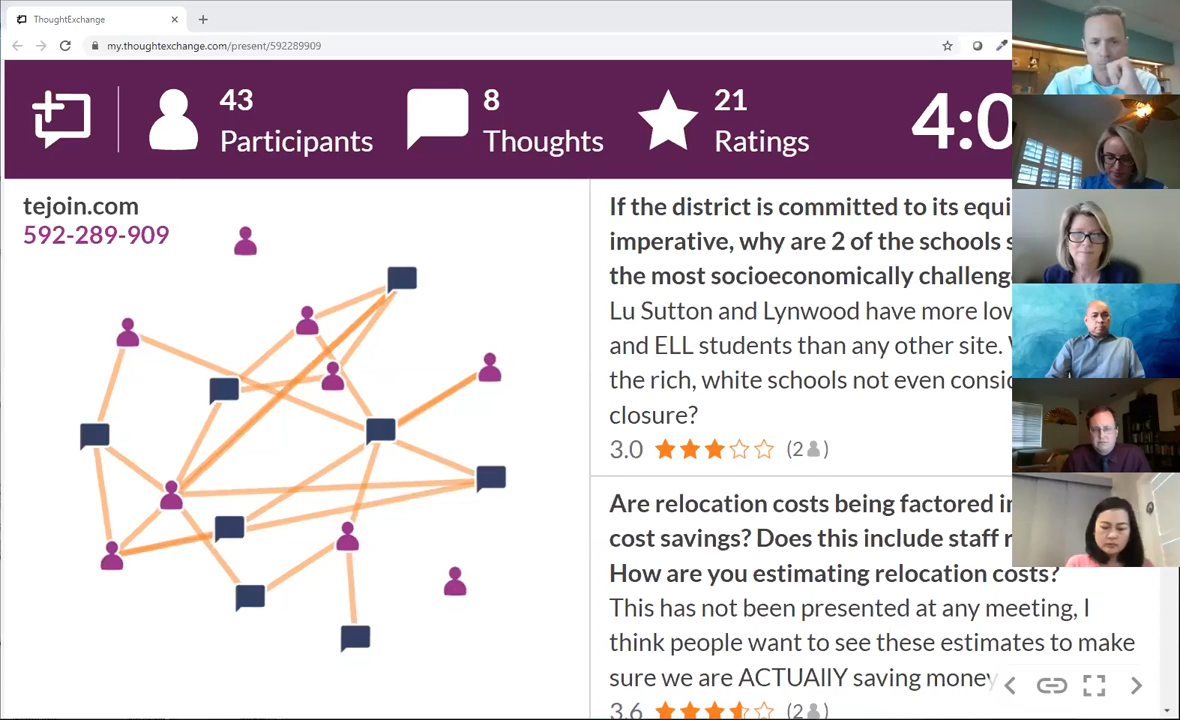 ThoughtExchange
my.thoughtexchange.com/present/592289909
43
Participants
8
Thoughts
21
Ratings
4:0
tejoin.com
592-289-909
If the district is committed to its equi
imperative, why are 2 of the schools s
the most socioeconomically challeng
Lu Sutton and Lynwood have more low
and ELL students than any other site.
the rich, white schools not even consid
closure?
3.0
(2
)
Are relocation costs being factored in
cost savings? Does this include staff r
How are you estimating relocation costs?
This has not been presented at any meeting, I
think people want to see these estimates to make
sure we are ACTUAllY saving money
3.6
(2
)